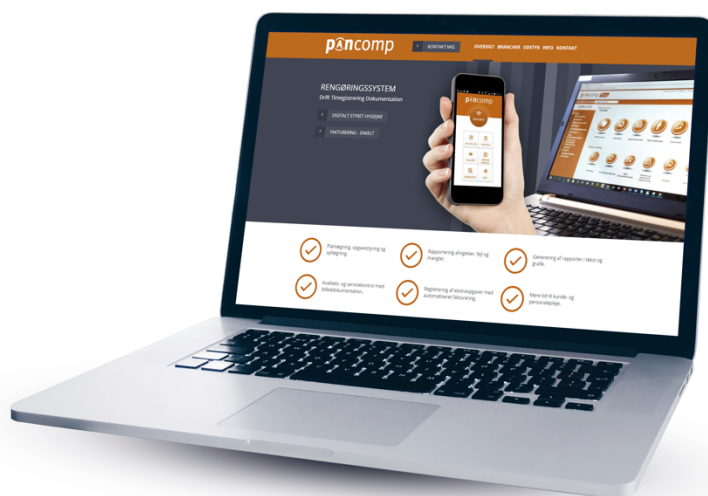 pancomp
KONTAKT MIG
OVERSIGT BRANCHER UDSTYR INFO KONTAKT
RENGØRINGSSYSTEM
Drift Timegistrering Dokumentation
DIGITALT STYRET HYGIEJNE
FAKTURERING - ENKELT
pancomp
pancomp
Planlægning, opgavestyring og
opfølgning.
Rapportering afvigelser, fejl og
mangler.
Generering af rapporter i tekst og
grafik.
Kvalitets- og servicekontrol med
billeddokumentation.
Registrering af ekstraopgaver med
automatiseret fakturering.
Mere tid til kunde- og
personalepleje.